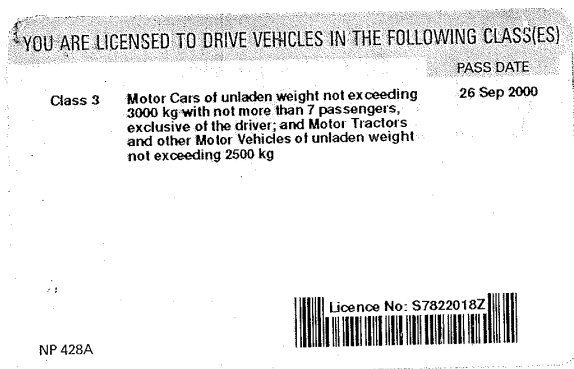 YOU ARE LICENSED TO DRIVE VEHICLES IN THE FOLLOWING CLASS(ES)
PASS DATE
Class 3 Motor Cars of unladen weight not exceeding 26 Sep 2000
3000 kg with not more than 7 passengers,
exclusive of the driver; and Motor Tractors
and other Motor Vehicles of unladen weight
not exceeding 2500 kg
Licence No: S7822018Z
NP 428A